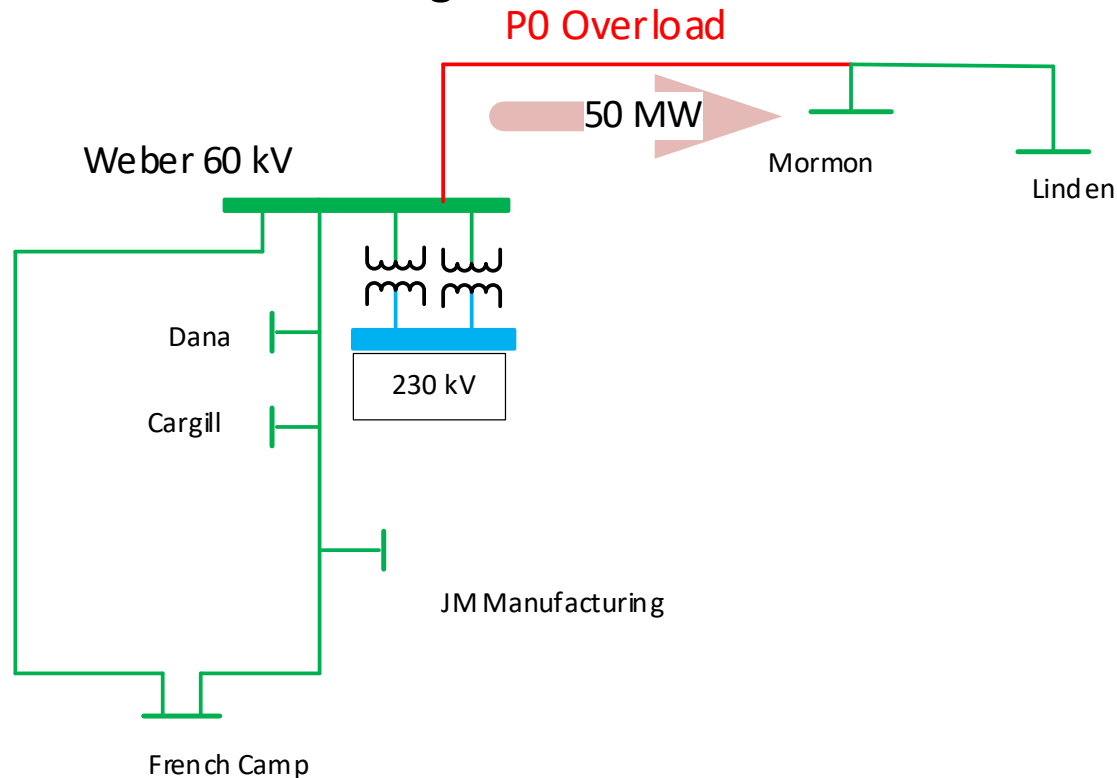 P0 Overload
50 MW
Mormon
Linden
Weber 60 kV
Dana
230 kV
Cargill
JM Manufacturing
French Camp